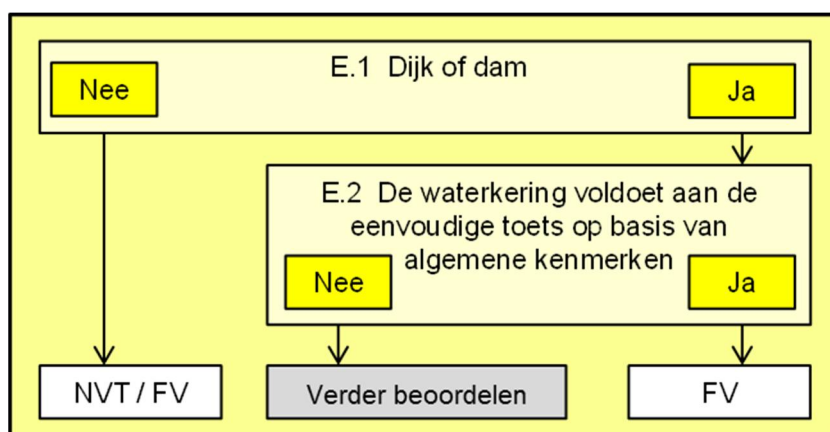 E.1 Dijk of dam
Nee
Ja
E.2 De waterkering voldoet aan de
eenvoudige toets op basis van
algemene kenmerken
Nee
Ja
NVT / FV
Verder beoordelen
FV